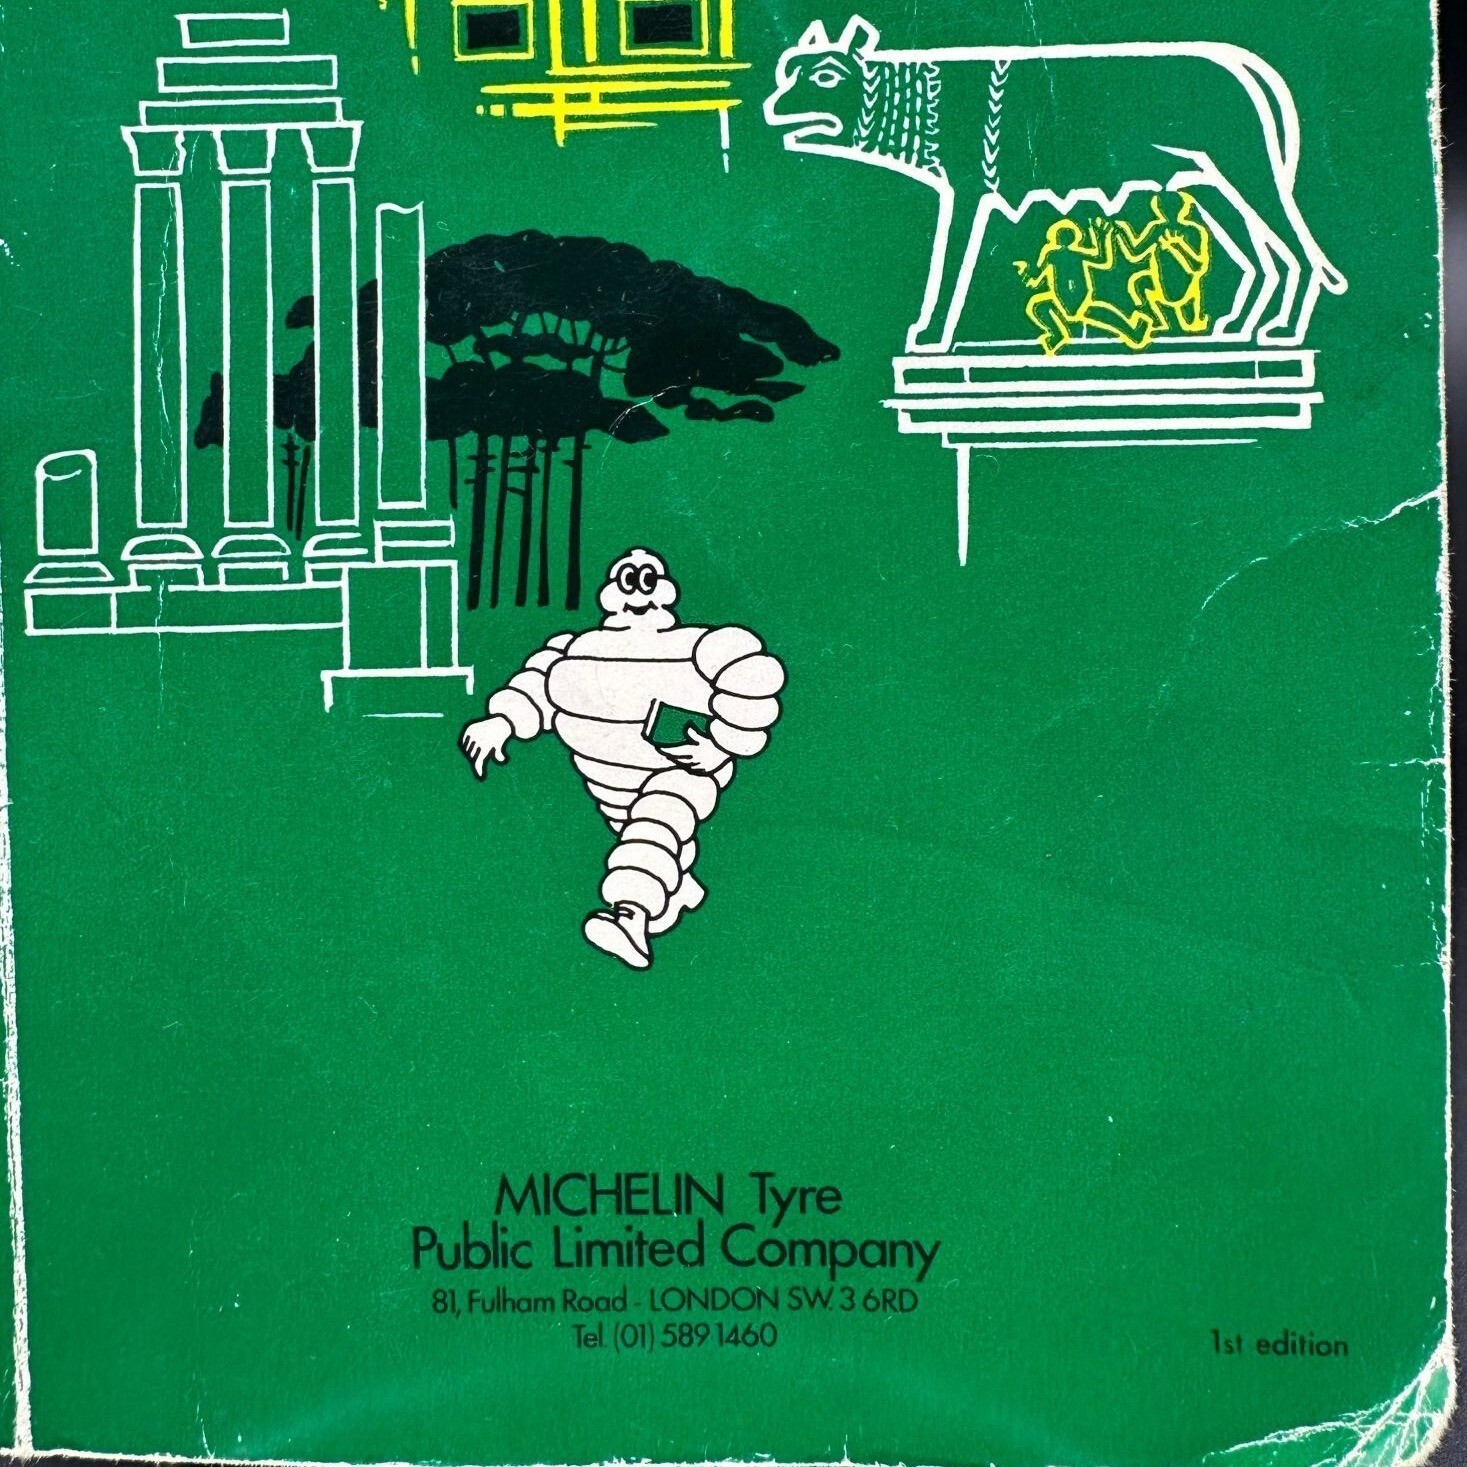 MICHELIN Tyre
Public Limited Company
81, Fulham Road - LONDON SW. 3 6RD
Tel. (01) 589 1460
1st edition